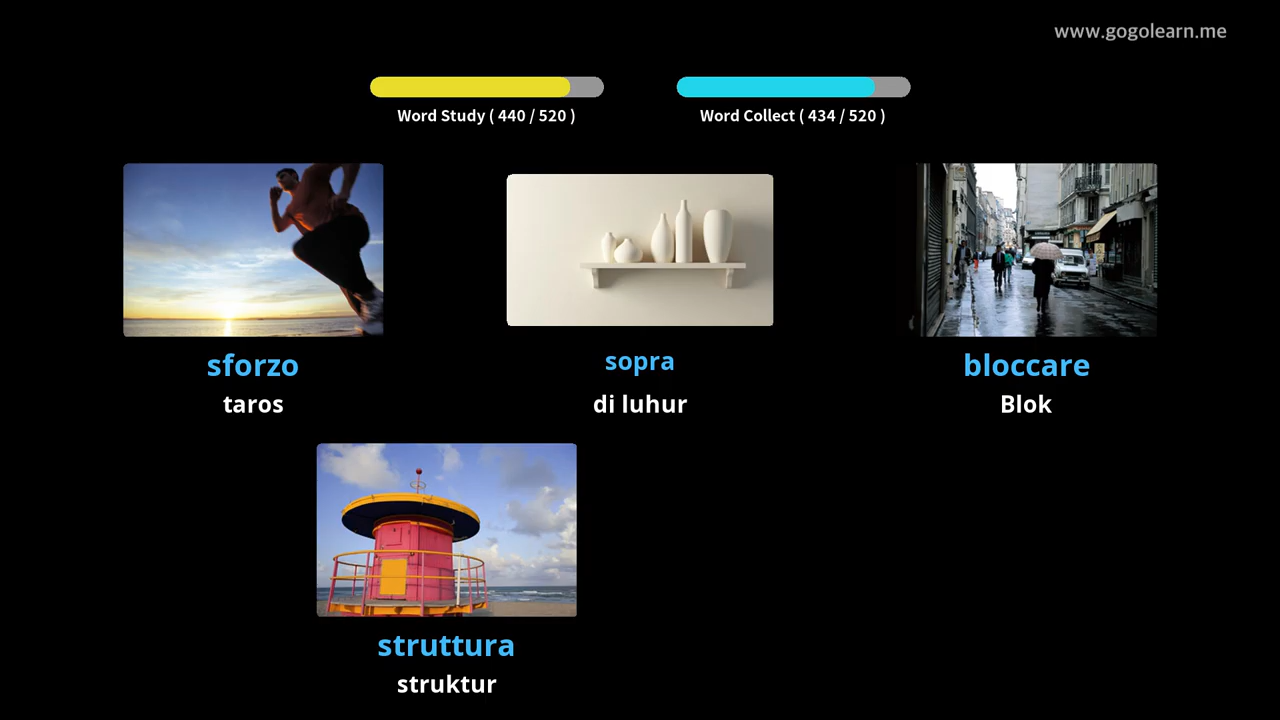 www.gogolearn.me
Word Study ( 440 / 520 )
Word Collect ( 434 / 520 )
sforzo
taros
sopra
di luhur
bloccare
Blok
struttura
struktur